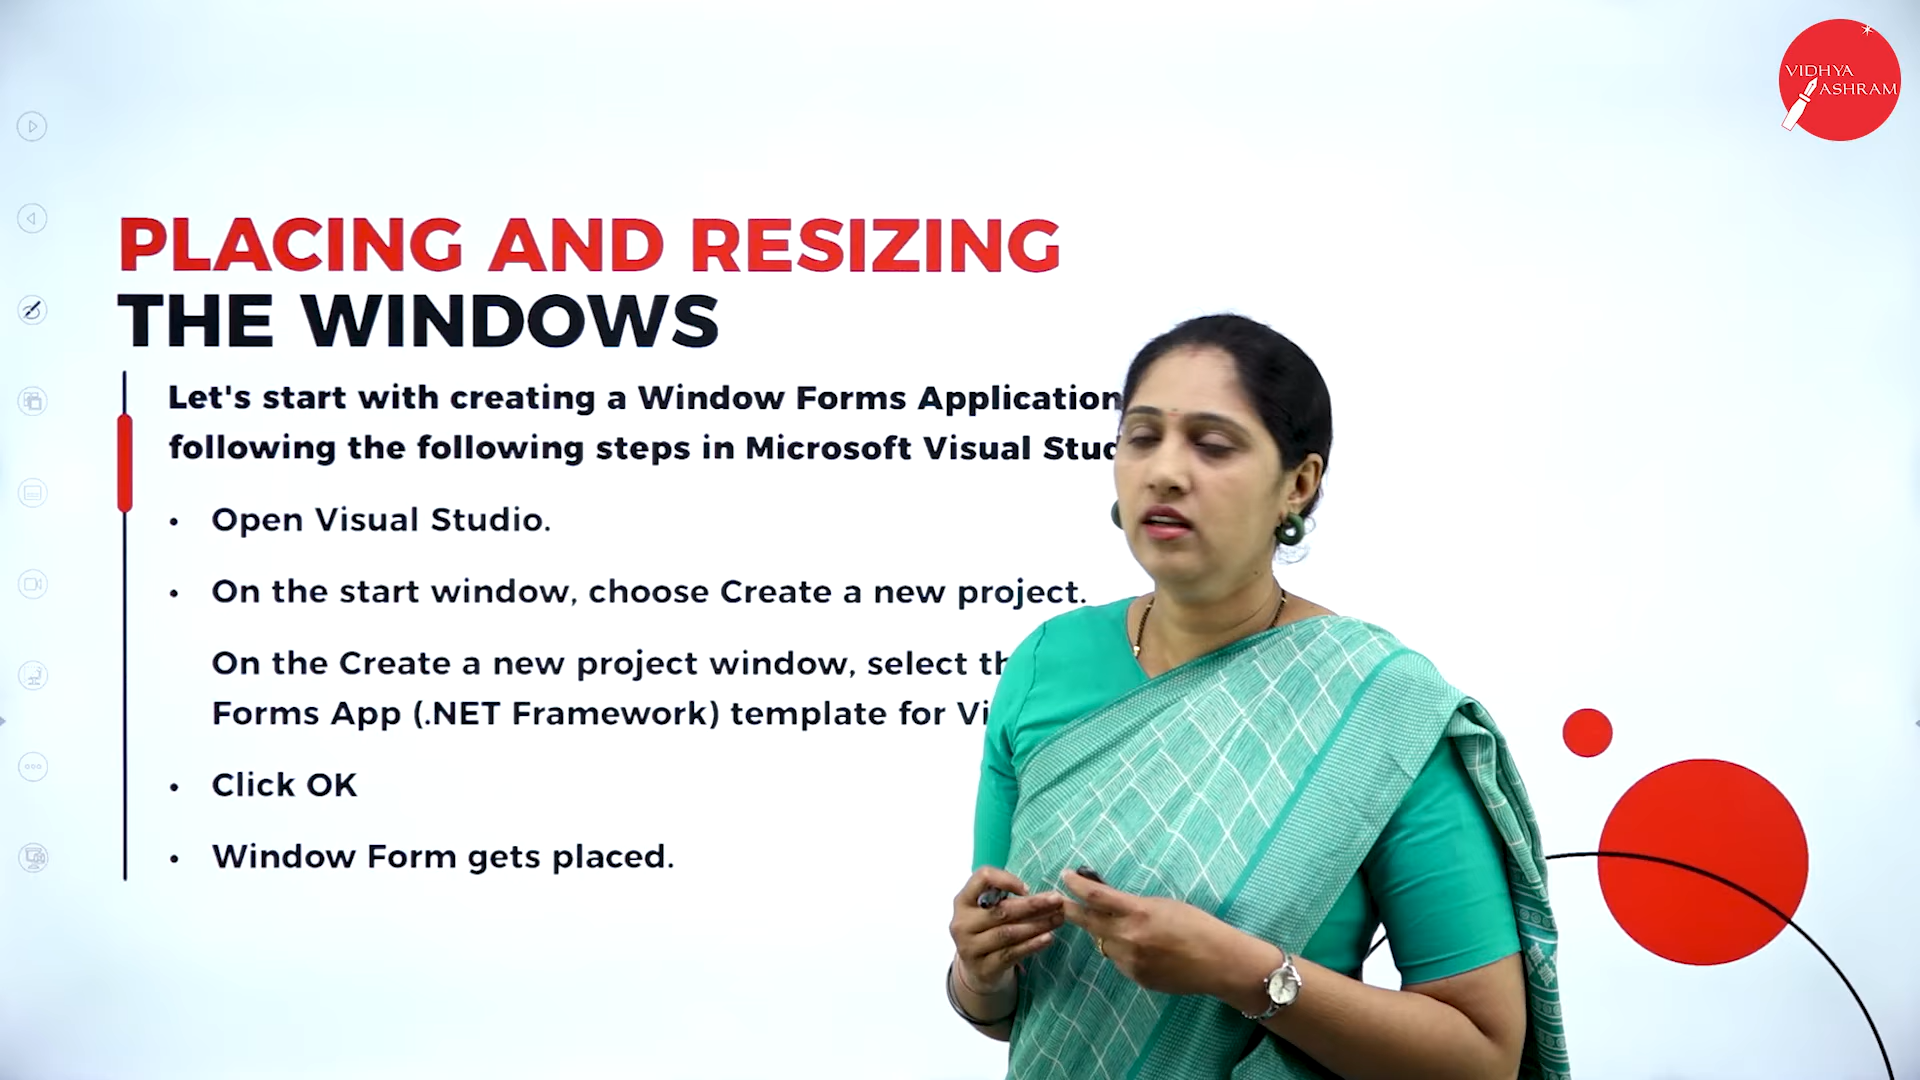 VIDHYA
ASHRAM
PLACING AND RESIZING
THE WINDOWS
Let's start with creating a Window Forms Application
following the following steps in Microsoft Visual
• Open Visual Studio.
• On the start window, choose Create a new project.
On the Create a new project window, select
Forms App (.NET Framework) template for
• Click OK
• Window Form gets placed.